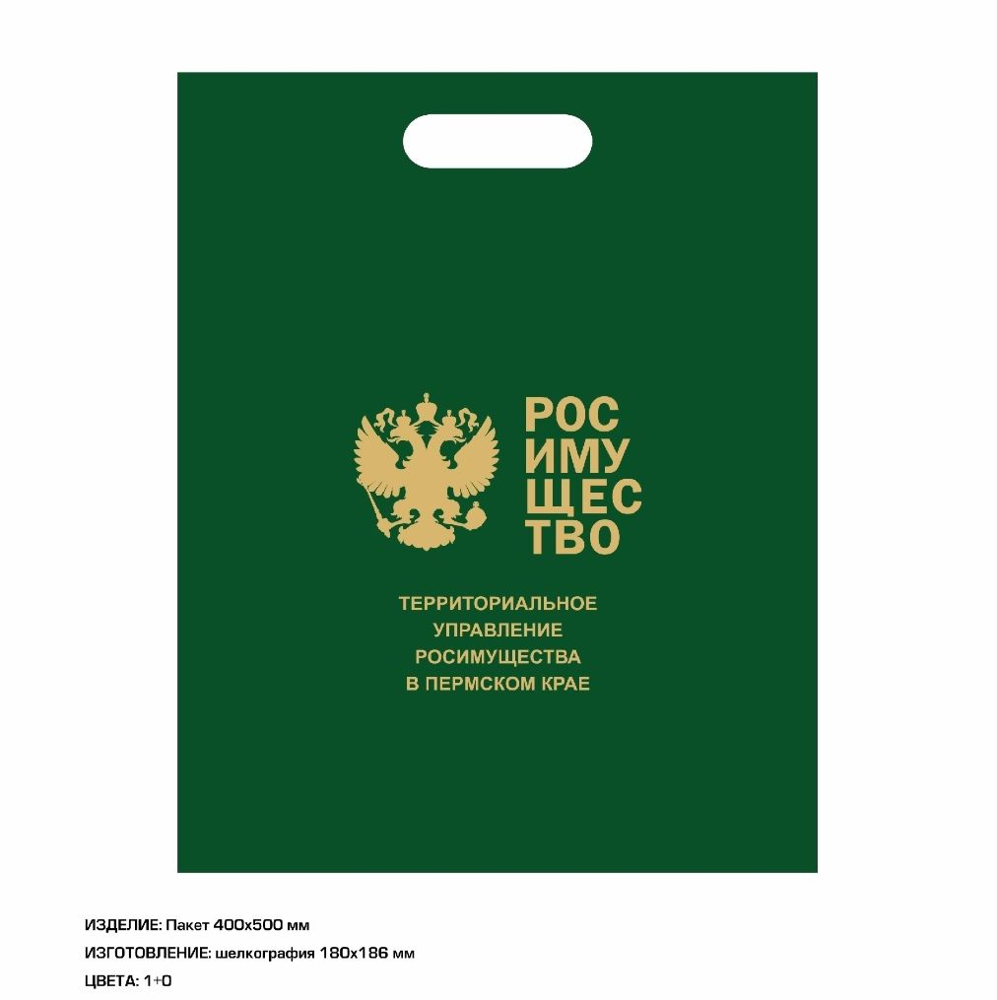 РОС
ИМУ
ЩЕС
ТВО
ТЕРРИТОРИАЛЬНОЕ
УПРАВЛЕНИЕ
РОСИМУЩЕСТВА
В ПЕРМСКОМ КРАЕ
ИЗДЕЛИЕ: Пакет 400х500 мм
ИЗГОТОВЛЕНИЕ: шелкография 180х186 мм
ЦВЕТА: 1+0